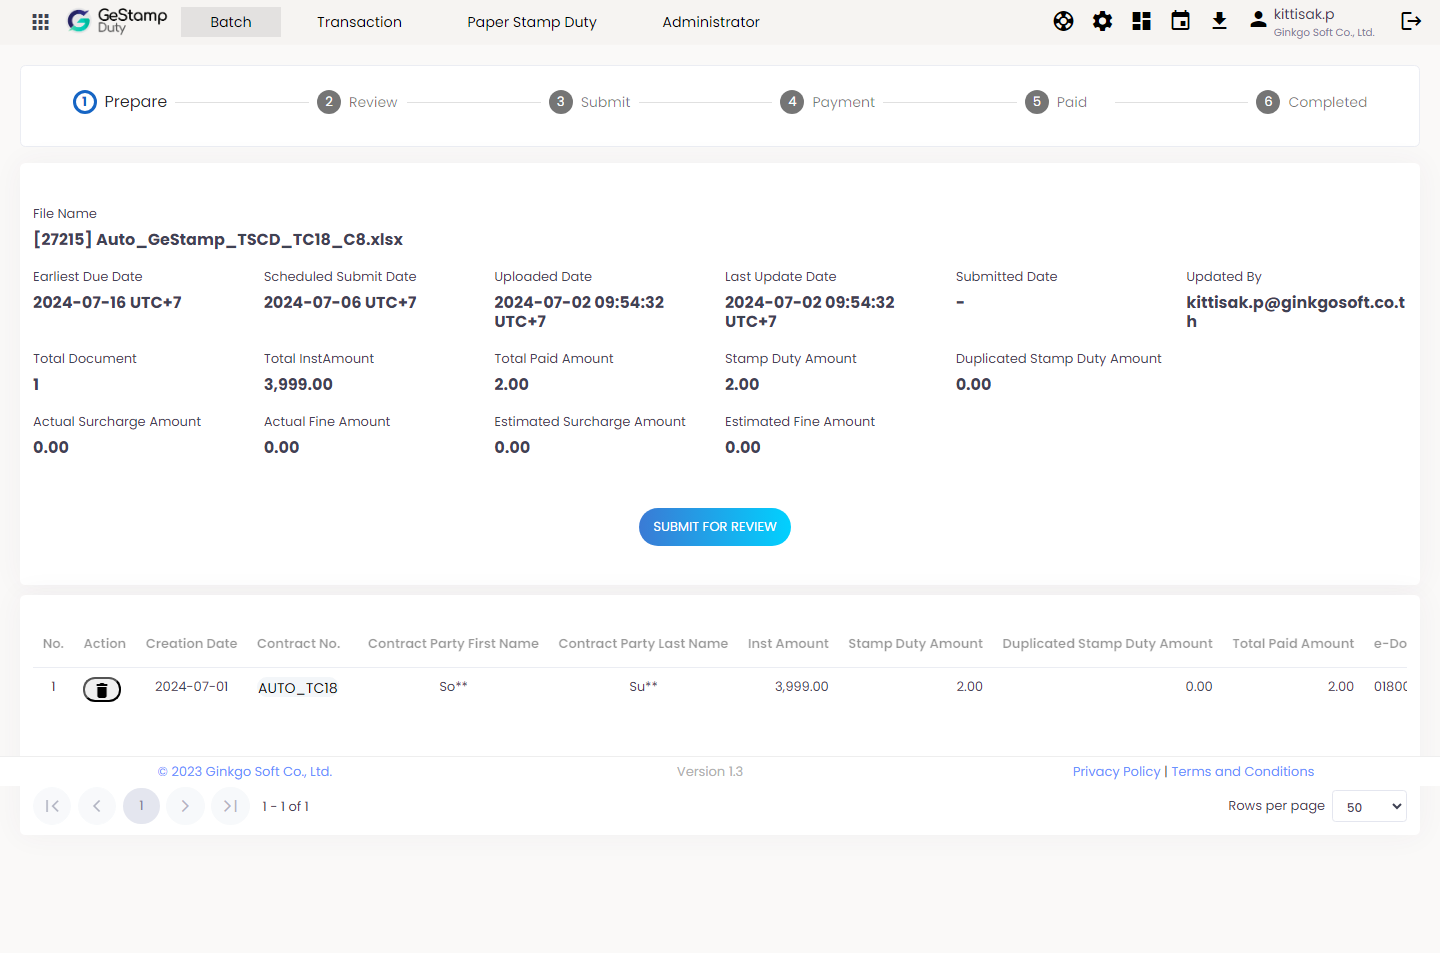 GeStamp
Duty
Batch
Transaction
Paper Stamp Duty
Administrator
kittisak.p
Ginkgo Soft Co., Ltd.
1 Prepare
2 Review
3 Submit
4 Payment
5 Paid
6 Completed
File Name
[27215] Auto_GeStamp_TSCD_TC18_C8.xlsx
Earliest Due Date
2024-07-16 UTC+7
Scheduled Submit Date
2024-07-06 UTC+7
Uploaded Date
2024-07-02 09:54:32
UTC+7
Last Update Date
2024-07-02 09:54:32
UTC+7
Submitted Date
-
Updated By
kittisak.p@ginkgosoft.co.t
h
Total Document
1
Total InstAmount
3,999.00
Total Paid Amount
2.00
Stamp Duty Amount
2.00
Duplicated Stamp Duty Amount
0.00
Actual Surcharge Amount
0.00
Actual Fine Amount
0.00
Estimated Surcharge Amount
0.00
Estimated Fine Amount
0.00
SUBMIT FOR REVIEW
No. Action Creation Date Contract No. Contract Party First Name Contract Party Last Name Inst Amount Stamp Duty Amount Duplicated Stamp Duty Amount Total Paid Amount e-Do
1 2024-07-01 AUTO_TC18 So** Su** 3,999.00 2.00 0.00 2.00 0180
© 2023 Ginkgo Soft Co., Ltd.
Version 1.3
Privacy Policy | Terms and Conditions
1
1 - 1 of 1
Rows per page 50